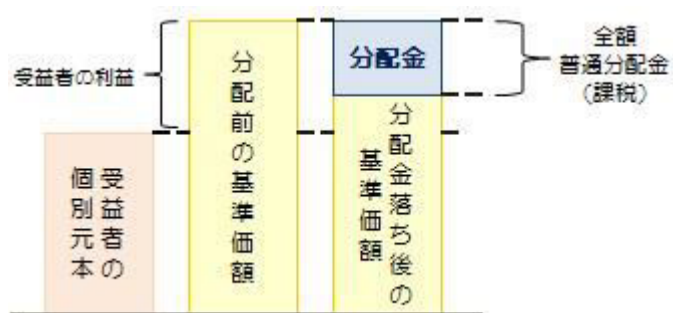 受益者の利益
受益者の
個別元本
分配前の基準価額
分配金
分配金落ち後の
基準価額
全額
普通分配金
(課税)